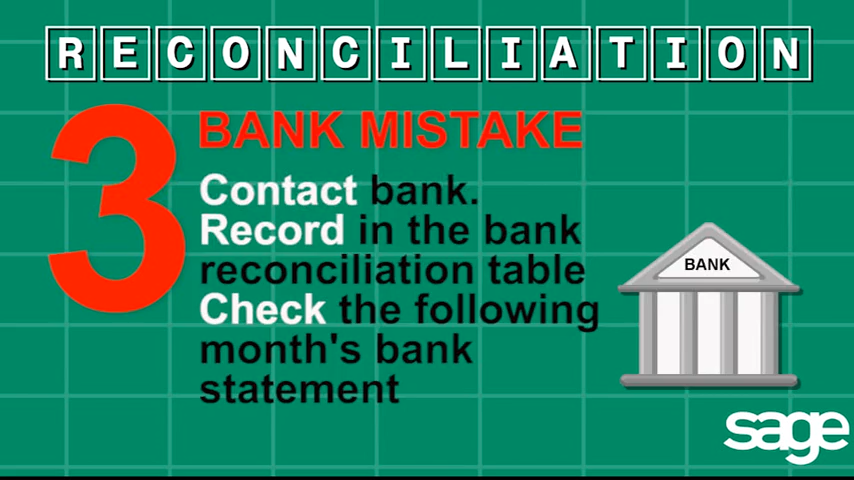 RECONCILIATION
3
BANK MISTAKE
Contact bank.
Record in the bank
reconciliation table
Check the following
month's bank
statement
BANK
sage